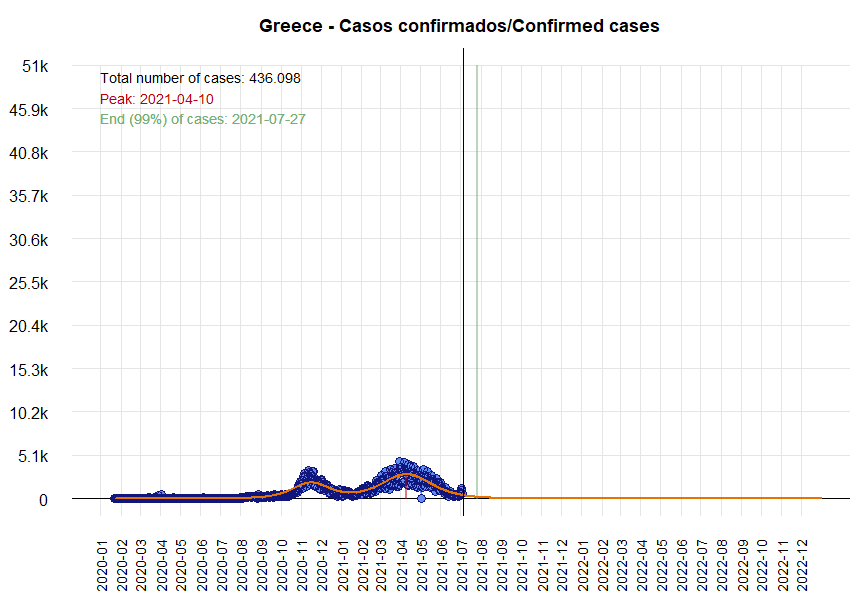 Greece - Casos confirmados/Confirmed cases
51k
Total number of cases: 436.098
Peak: 2021-04-10
End (99%) of cases: 2021-07-27
45.9k
40.8k
35.7k
30.6k
25.5k
20.4k
15.3k
10.2k
5.1k
0
2020-01
2020-02
2020-03
2020-04
2020-05
2020-06
2020-07
2020-08
2020-09
2020-10
2020-11
2020-12
2021-01
2021-02
2021-03
2021-04
2021-05
2021-06
2021-07
2021-08
2021-09
2021-10
2021-11
2021-12
2022-01
2022-02
2022-03
2022-04
2022-05
2022-06
2022-07
2022-08
2022-09
2022-10
2022-11
2022-12